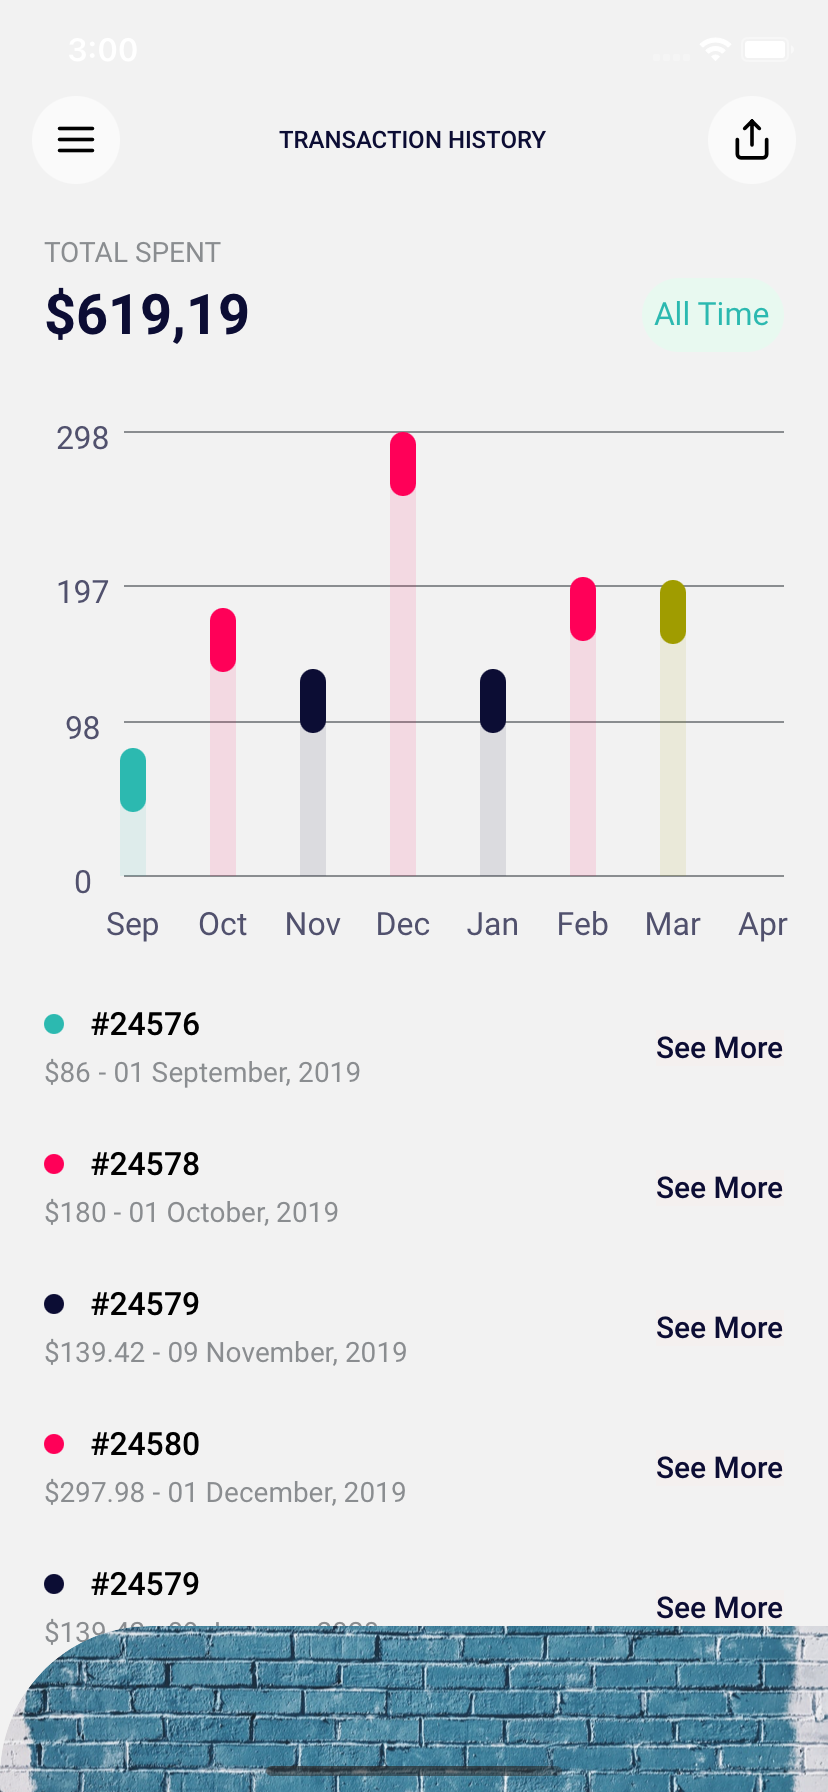 3:00
TRANSACTION HISTORY
TOTAL SPENT
$619,19
All Time
298
197
98
0
Sep Oct Nov Dec Jan Feb Mar Apr
#24576
$86 - 01 September, 2019
See More
#24578
$180 - 01 October, 2019
See More
#24579
$139.42 - 09 November, 2019
See More
#24580
$297.98 - 01 December, 2019
See More
#24579
See More